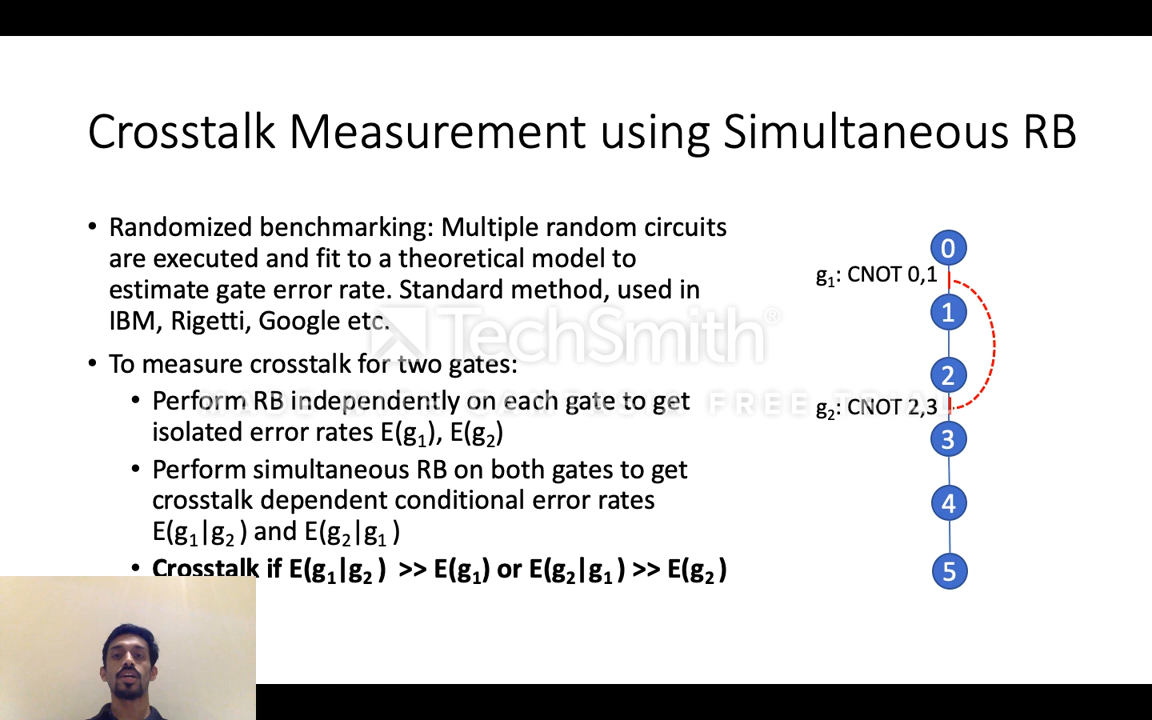 Crosstalk Measurement using Simultaneous RB
• Randomized benchmarking: Multiple random circuits
are executed and fit to a theoretical model to
estimate gate error rate. Standard method, used in
IBM, Rigetti, Google etc.
• To measure crosstalk for two gates:
• Perform RB independently on each gate to get
isolated error rates E(g₁), E(g₂)
• Perform simultaneous RB on both gates to get
crosstalk dependent conditional error rates
E(g₁|g₂) and E(g₂|g₁)
• Crosstalk if E(g₁|g₂) >> E(g₁) or E(g₂|g₁) >> E(g₂)
0
g₁: CNOT 0,1
1
2
g₂: CNOT 2,3
3
4
5
TechSmith®